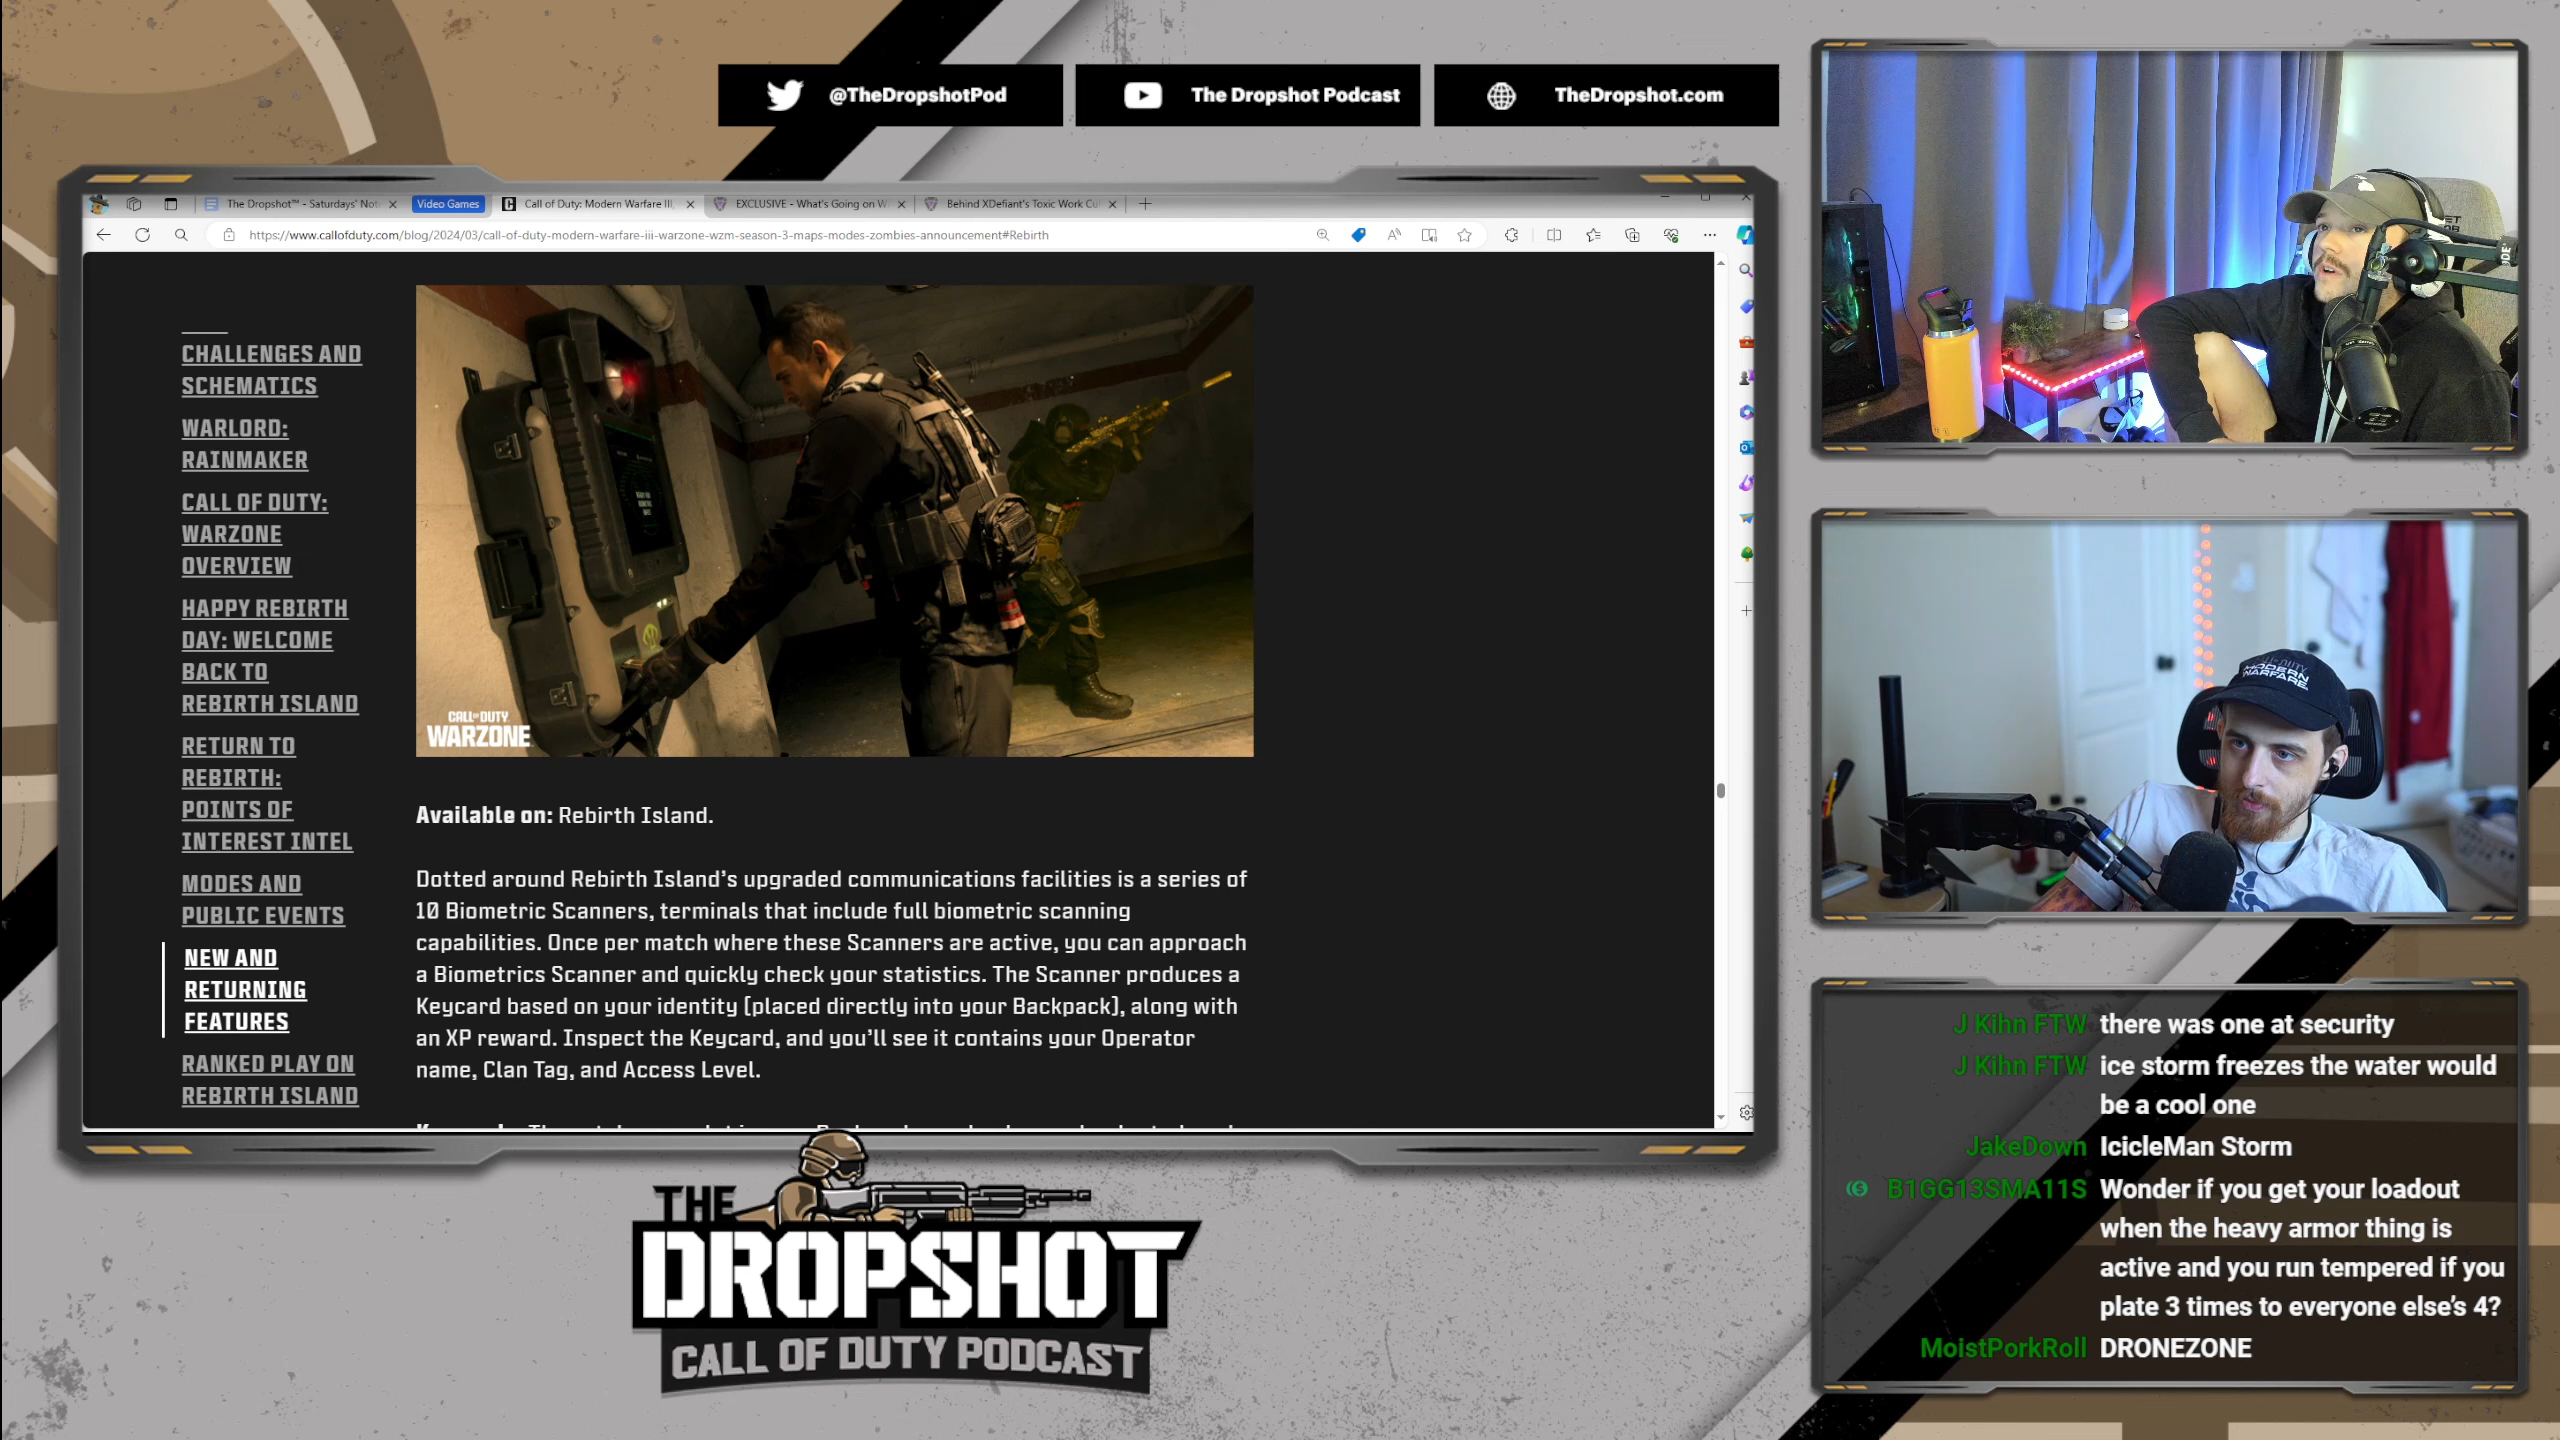 @TheDropshotPod
The Dropshot Podcast
TheDropshot.com
The Dropshot™ - Saturdays' Not
Video Games
Call of Duty: Modern Warfare III,
EXCLUSIVE - What's Going on W
Behind XDefiant's Toxic Work Cul
https://www.callofduty.com/blog/2024/03/call-of-duty-modern-warfare-iii-warzone-wzm-season-3-maps-modes-zombies-announcement#Rebirth
CHALLENGES AND
SCHEMATICS
WARLORD:
RAINMAKER
CALL OF DUTY:
WARZONE
OVERVIEW
HAPPY REBIRTH
DAY: WELCOME
BACK TO
REBIRTH ISLAND
RETURN TO
REBIRTH:
POINTS OF
INTEREST INTEL
MODES AND
PUBLIC EVENTS
NEW AND
RETURNING
FEATURES
RANKED PLAY ON
REBIRTH ISLAND
CALL OF DUTY
WARZONE
Available on: Rebirth Island.
Dotted around Rebirth Island's upgraded communications facilities is a series of
10 Biometric Scanners, terminals that include full biometric scanning
capabilities. Once per match where these Scanners are active, you can approach
a Biometrics Scanner and quickly check your statistics. The Scanner produces a
Keycard based on your identity [placed directly into your Backpack], along with
an XP reward. Inspect the Keycard, and you'll see it contains your Operator
name, Clan Tag, and Access Level.
MODERN
WARFARE
J Kihn FTW there was one at security
J Kihn FTW ice storm freezes the water would
be a cool one
JakeDown IcicleMan Storm
B1GG13SMA11S Wonder if you get your loadout
when the heavy armor thing is
active and you run tempered if you
plate 3 times to everyone else's 4?
MoistPorkRoll DRONEZONE
THE
DROPSHOT
CALL OF DUTY PODCAST